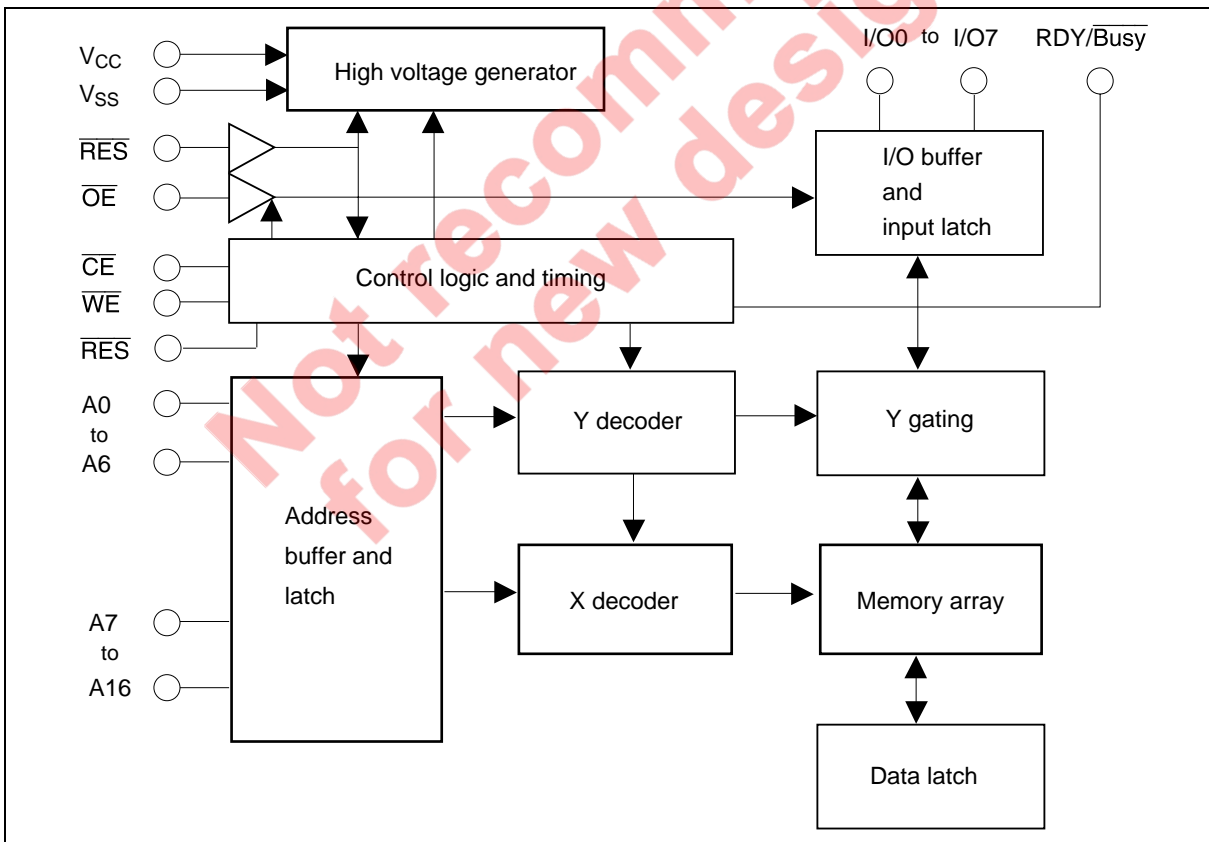 VCC
VSS
High voltage generator
I/O0 to I/O7
RDY/Busy
RES
OE
I/O buffer
and
input latch
CE
WE
Control logic and timing
RES
A0
to
A6
Y decoder
Y gating
Address
buffer and
latch
X decoder
Memory array
A7
to
A16
Data latch
Not recomm
for new design